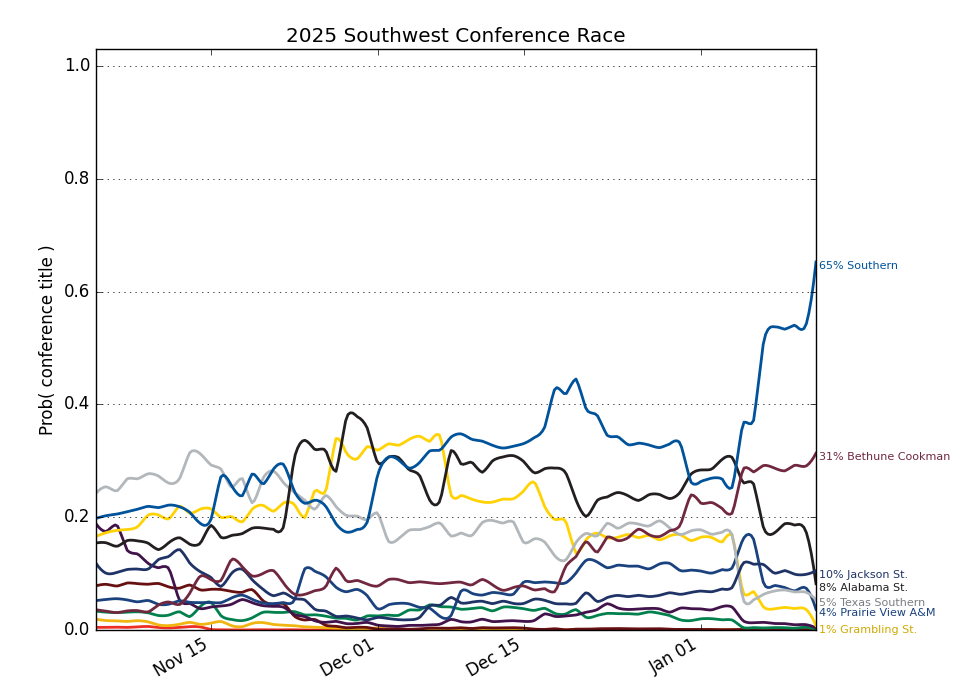 2025 Southwest Conference Race
Prob( conference title )
1.0
0.8
0.6
0.4
0.2
0.0
65% Southern
31% Bethune Cookman
10% Jackson St.
8% Alabama St.
5% Texas Southern
4% Prairie View A&M
1% Grambling St.
Nov 15
Dec 01
Dec 15
Jan 01